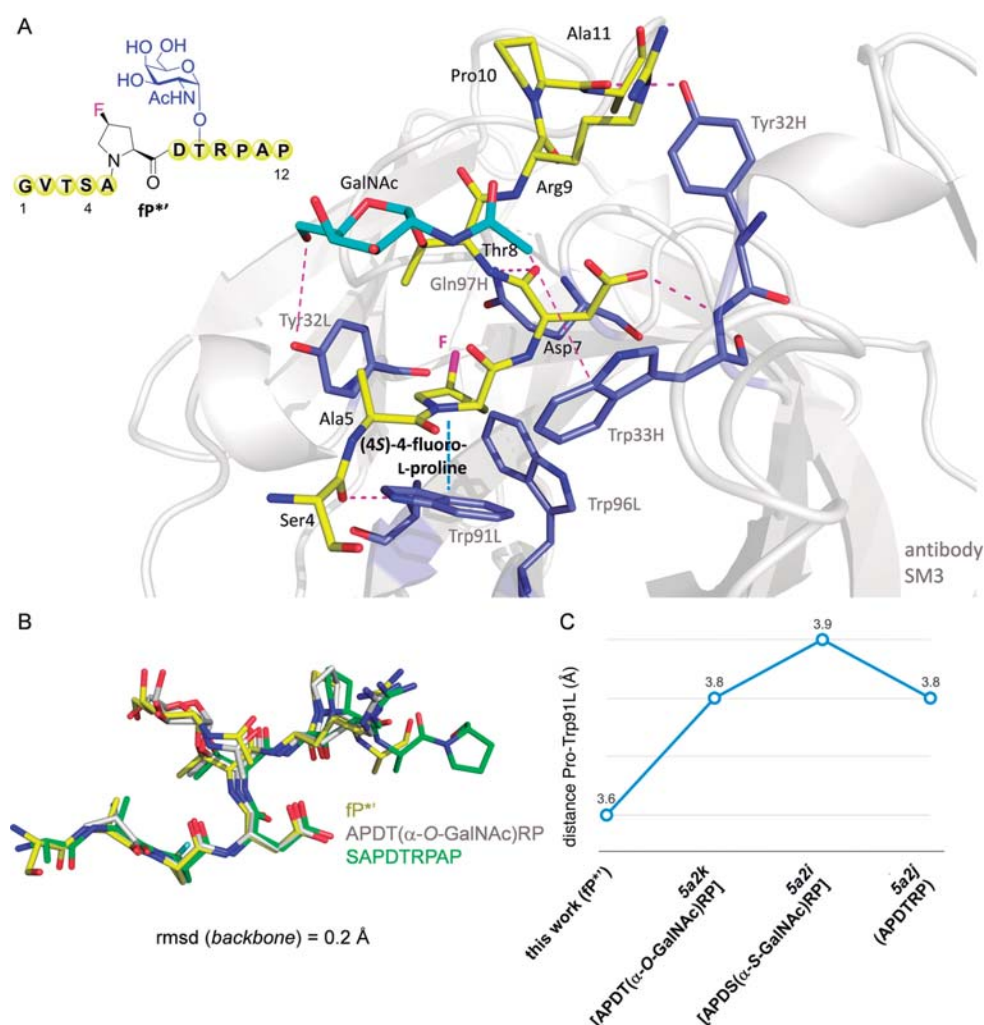 A
HO OH
HO
AcHN
O
O
F
N
O
D T R P A P
12
G V T S A
1
4
fP*'
Ala11
Pro10
Tyr32H
Arg9
GalNAc
Thr8
Gln97H
Tyr32L
F
Asp7
Ala5
Trp33H
(4S)-4-fluoro-
L-proline
Trp96L
Ser4
Trp91L
antibody
SM3
B
fP*'
APDT(α-O-GalNAc)RP
SAPDTRPAP
rmsd (backbone) = 0.2 Å
C
distance Pro-Trp91L (Å)
3.6
3.8
3.9
3.8
this work (fP*')
5a2k
[APDT(α-O-GalNAc)RP]
5a2i
[APDS(α-S-GalNAc)RP]
5a2j
(APDTRP)